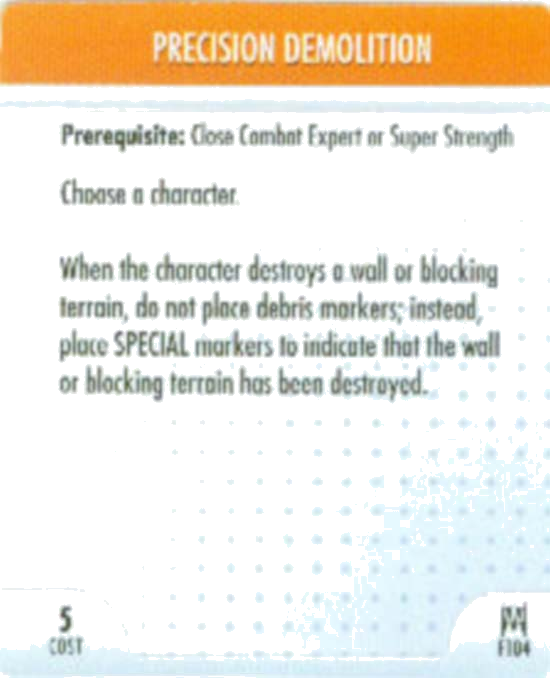 PRECISION DEMOLITION
Prerequisite: Close Combat Expert or Super Strength
Choose a character.
When the character destroys a wall or blocking
terrain, do not place debris markers; instead,
place SPECIAL markers to indicate that the wall
or blocking terrain has been destroyed.
5
COST
F104